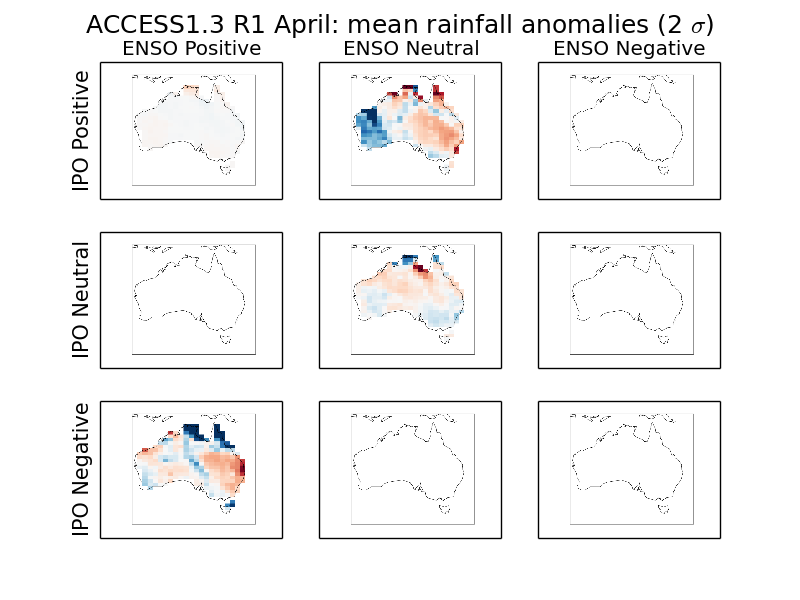 ACCESS1.3 R1 April: mean rainfall anomalies (2 σ)
ENSO Positive
ENSO Neutral
ENSO Negative
IPO Positive
IPO Neutral
IPO Negative